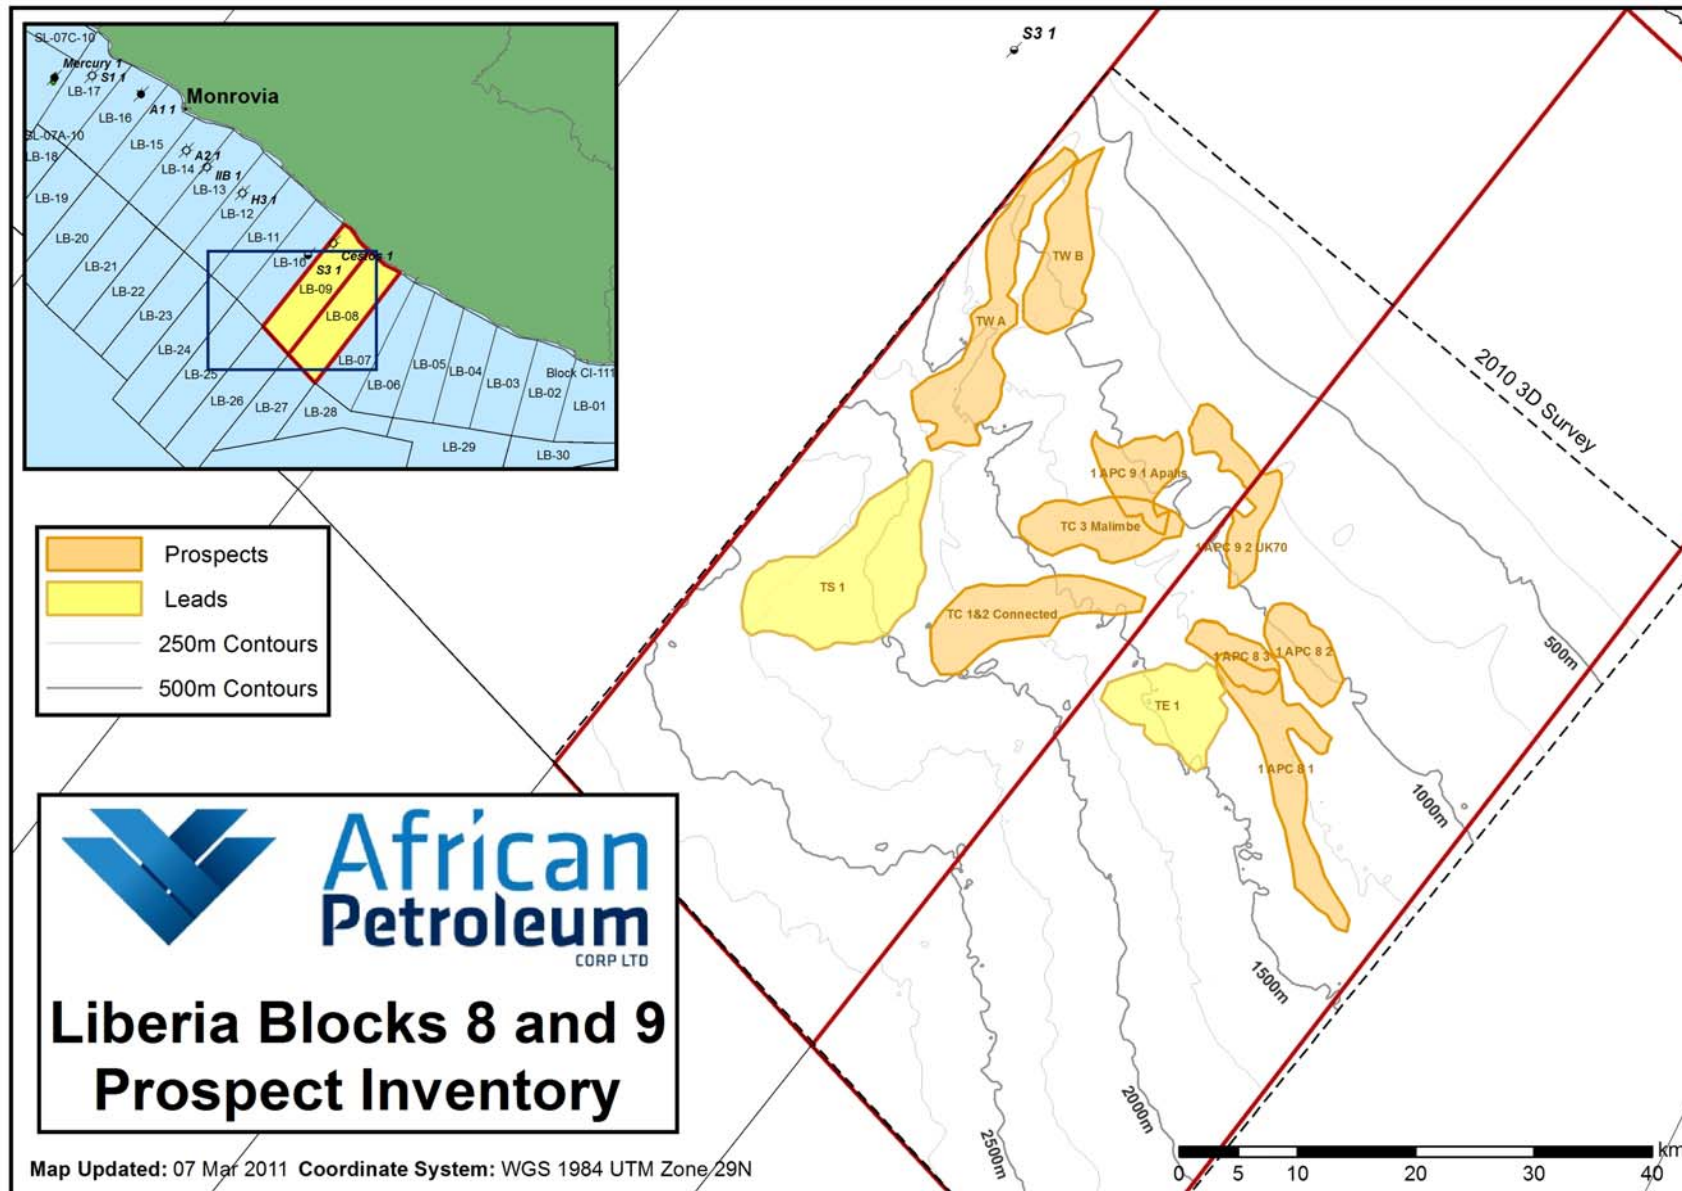 SL-07C-10
Mercury 1
S1 1
LB-17
A1 1
Monrovia
LB-16
SL-07A-10
LB-18
LB-15
A2 1
LB-14
IIB 1
LB-13
H3 1
LB-19
LB-12
LB-20
LB-11
LB-10
Cestos 1
S3 1
LB-21
LB-09
LB-22
LB-08
LB-23
LB-24
LB-07
LB-25
LB-06
LB-05
LB-04
LB-03
LB-02
Block CI-111
LB-01
LB-26
LB-27
LB-28
LB-29
LB-30
S3 1
TW B
TW A
2010 3D Survey
1 APC 9 1 Apalis
TC 3 Malimbe
1 APC 9 2 UK70
TS 1
TC 1&2 Connected
1 APC 8 3
1 APC 8 2
TE 1
1 APC 8 1
500m
1000m
1500m
2000m
2500m
Prospects
Leads
250m Contours
500m Contours
African
Petroleum
CORP LTD
Liberia Blocks 8 and 9
Prospect Inventory
Map Updated: 07 Mar 2011 Coordinate System: WGS 1984 UTM Zone 29N
km
0 5 10 20 30 40